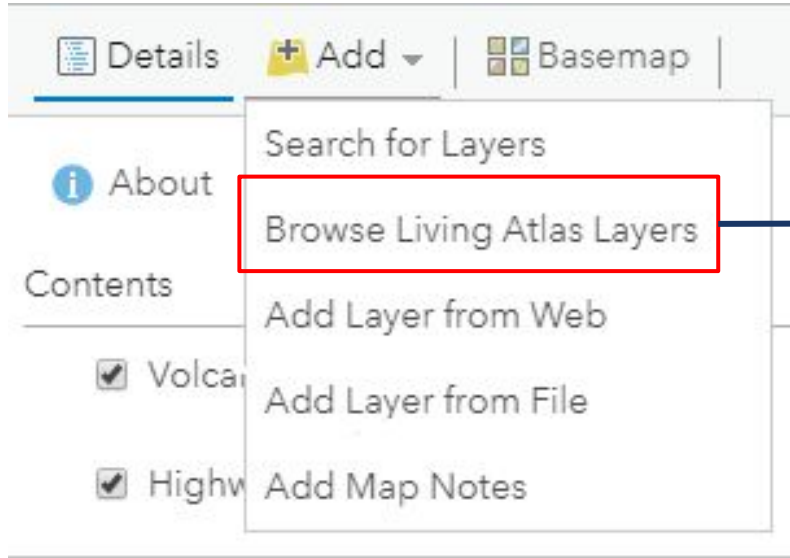 Details Add Basemap
Search for Layers
About
Browse Living Atlas Layers
Contents
Add Layer from Web
Add Layer from File
Add Map Notes